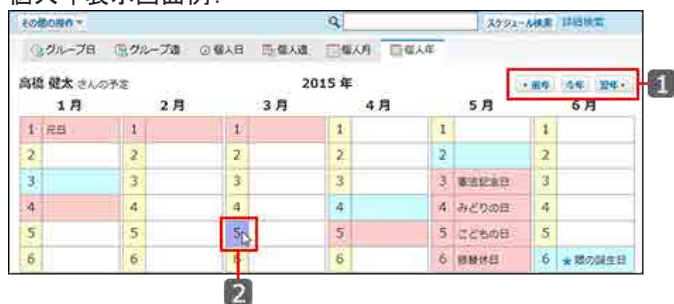 個人年表示画面例:
その他の操作
スケジュール検索 詳細検索
グループ日 グループ週 個人日 個人週 個人月 個人年
高橋 健太 さんの予定 2015 年 前年 今年 翌年
1 月 2 月 3 月 4 月 5 月 6 月
1 元日 1 1 1 1 1
2 2 2 2 2 2
3 3 3 3 3 憲法記念日 3
4 4 4 4 4 みどりの日 4
5 5 5 5 5 こどもの日 5
6 6 6 6 6 振替休日 6 ★ 娘の誕生日
1
2